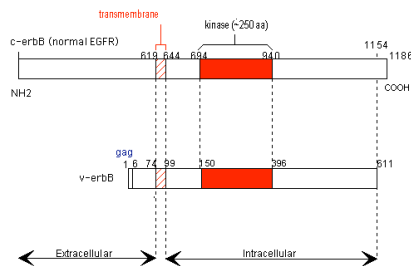 transmembrane
kinase (~250 aa)
c-erbB (normal EGFR)
619 644 694 940 1154 1186
NH2
COOH
gag
1 6 74 99 150 396 611
v-erbB
Extracellular Intracellular